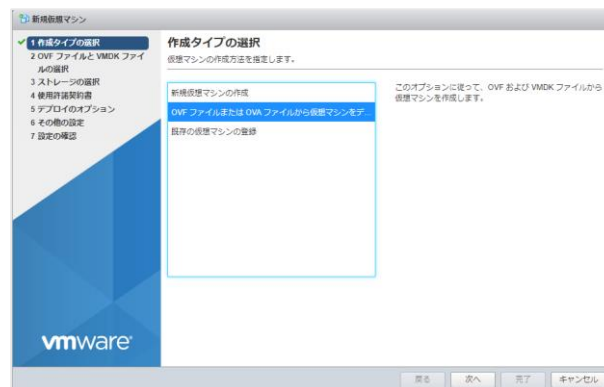 新規仮想マシン
1 作成タイプの選択
2 OVF ファイルと VMDK ファイ
ルの選択
3 ストレージの選択
4 使用許諾契約書
5 デプロイのオプション
6 その他の設定
7 設定の確認
作成タイプの選択
仮想マシンの作成方法を指定します。
新規仮想マシンの作成
OVF ファイルまたは OVA ファイルから仮想マシンをデ...
既存の仮想マシンの登録
このオプションに従って、OVF および VMDK ファイルから
仮想マシンを作成します。
vmware
戻る 次へ 完了 キャンセル